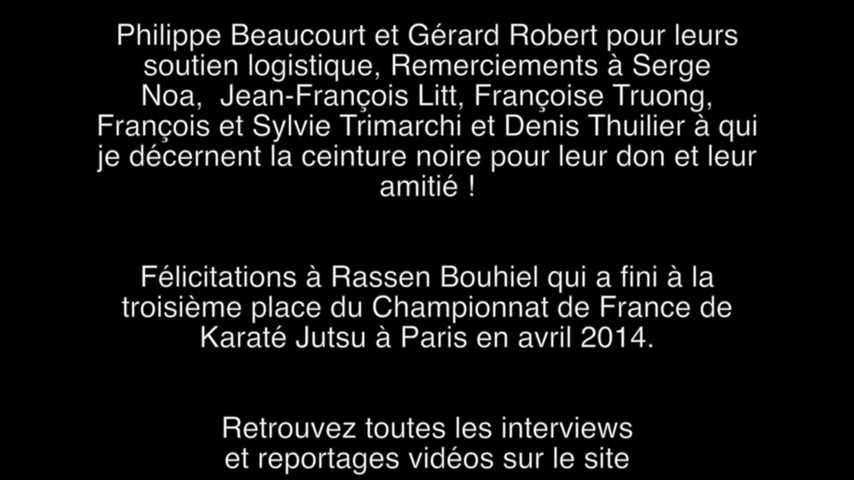 Philippe Beaucourt et Gérard Robert pour leurs
soutien logistique, Remerciements à Serge
Noa,  Jean-François Litt, Françoise Truong,
François et Sylvie Trimarchi et Denis Thuilier à qui
je décernent la ceinture noire pour leur don et leur
amitié !
Félicitations à Rassen Bouhiel qui a fini à la
troisième place du Championnat de France de
Karaté Jutsu à Paris en avril 2014.
Retrouvez toutes les interviews
et reportages vidéos sur le site